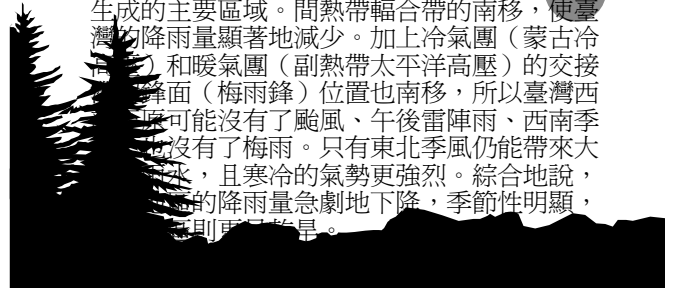 生成的主要區域。間熱帶輻合帶的南移，使臺
灣的降雨量顯著地減少。加上冷氣團（蒙古冷
）和暖氣團（副熱帶太平洋高壓）的交接
鋒面（梅雨鋒）位置也南移，所以臺灣西
可能沒有了颱風、午後雷陣雨、西南季
也沒有了梅雨。只有東北季風仍能帶來大
水，且寒冷的氣勢更強烈。綜合地說，
的降雨量急劇地下降，季節性明顯，
則更乾旱。